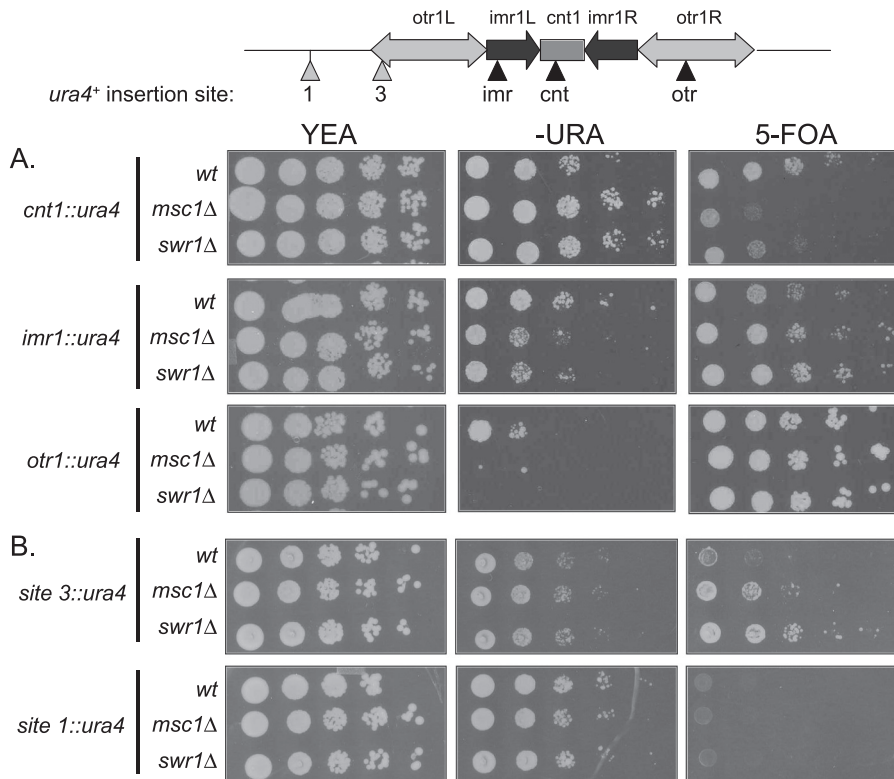 otr1L imr1L cnt1 imr1R otr1R
ura4⁺ insertion site: 1 3 imr cnt otr
YEA -URA 5-FOA
A.
cnt1::ura4
wt
msc1Δ
swr1Δ
imr1::ura4
wt
msc1Δ
swr1Δ
otr1::ura4
wt
msc1Δ
swr1Δ
B.
site 3::ura4
wt
msc1Δ
swr1Δ
site 1::ura4
wt
msc1Δ
swr1Δ